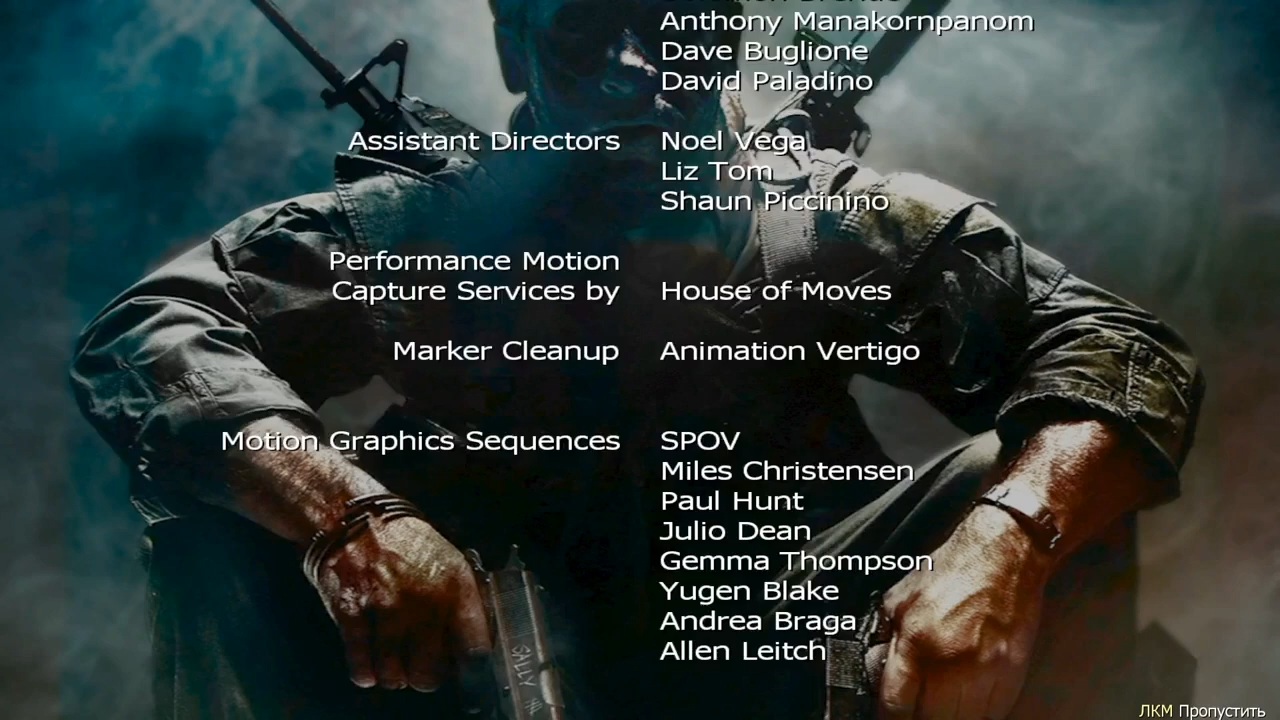 Anthony Manakornpanom
Dave Buglione
David Paladino
Assistant Directors Noel Vega
Liz Tom
Shaun Piccinino
Performance Motion
Capture Services by House of Moves
Marker Cleanup Animation Vertigo
Motion Graphics Sequences SPOV
Miles Christensen
Paul Hunt
Julio Dean
Gemma Thompson
Yugen Blake
Andrea Braga
Allen Leitch
SALLY
ЛКМ Пропустить